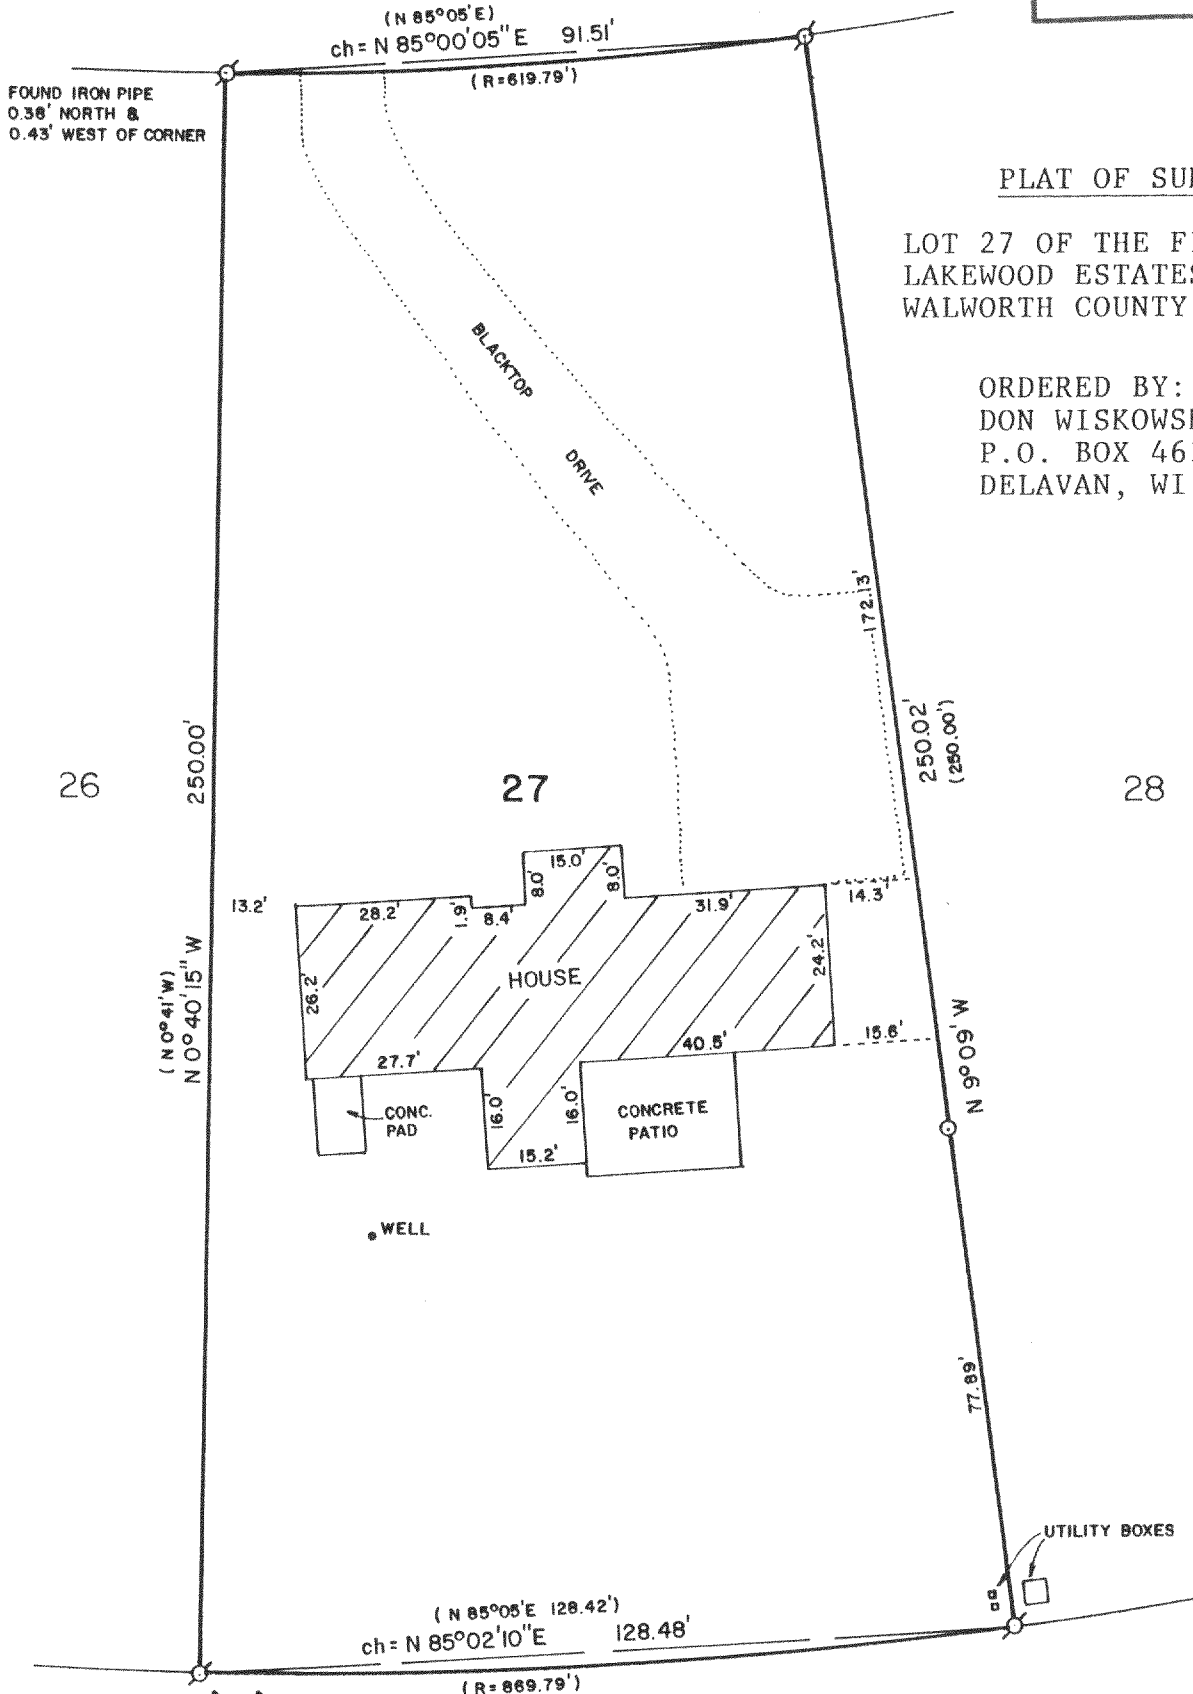 (N 85°05'E)
ch= N 85°00'05" E 91.51'
(R=619.79')
FOUND IRON PIPE
0.38' NORTH &
0.43' WEST OF CORNER
PLAT OF
LOT 27 OF THE
LAKEWOOD ESTATES
WALWORTH COUNTY
ORDERED BY:
DON
P.O. BOX
DELAVAN, WI
BLACKTOP
DRIVE
172.13'
250.02'
(250.00')
250.00'
26
27
28
15.0'
8.0'
8.0'
13.2'
28.2'
1.9'
8.4'
31.9'
14.3'
HOUSE
26.2'
24.2'
(N 0°41' W)
N 0°40'15" W
27.7'
40.5'
15.6'
N 9°09' W
CONC.
PAD
16.0'
16.0'
CONCRETE
PATIO
15.2'
WELL
77.89'
UTILITY BOXES
(N 85°05'E 128.42')
ch= N 85°02'10"E 128.48'
(R=869.79')